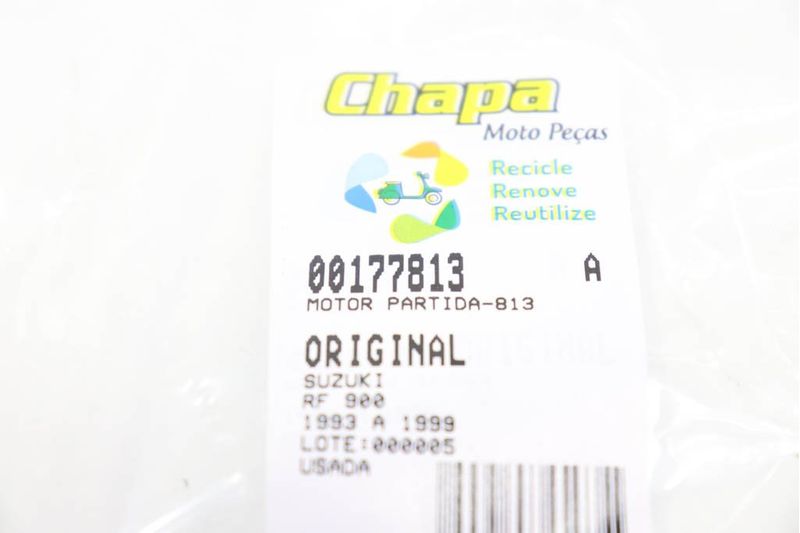 Chapa
Moto Peças
Recicle
Renove
Reutilize
00177813 A
MOTOR PARTIDA-813
ORIGINAL
SUZUKI
RF 900
1993 A 1999
LOTE:000005
USADA